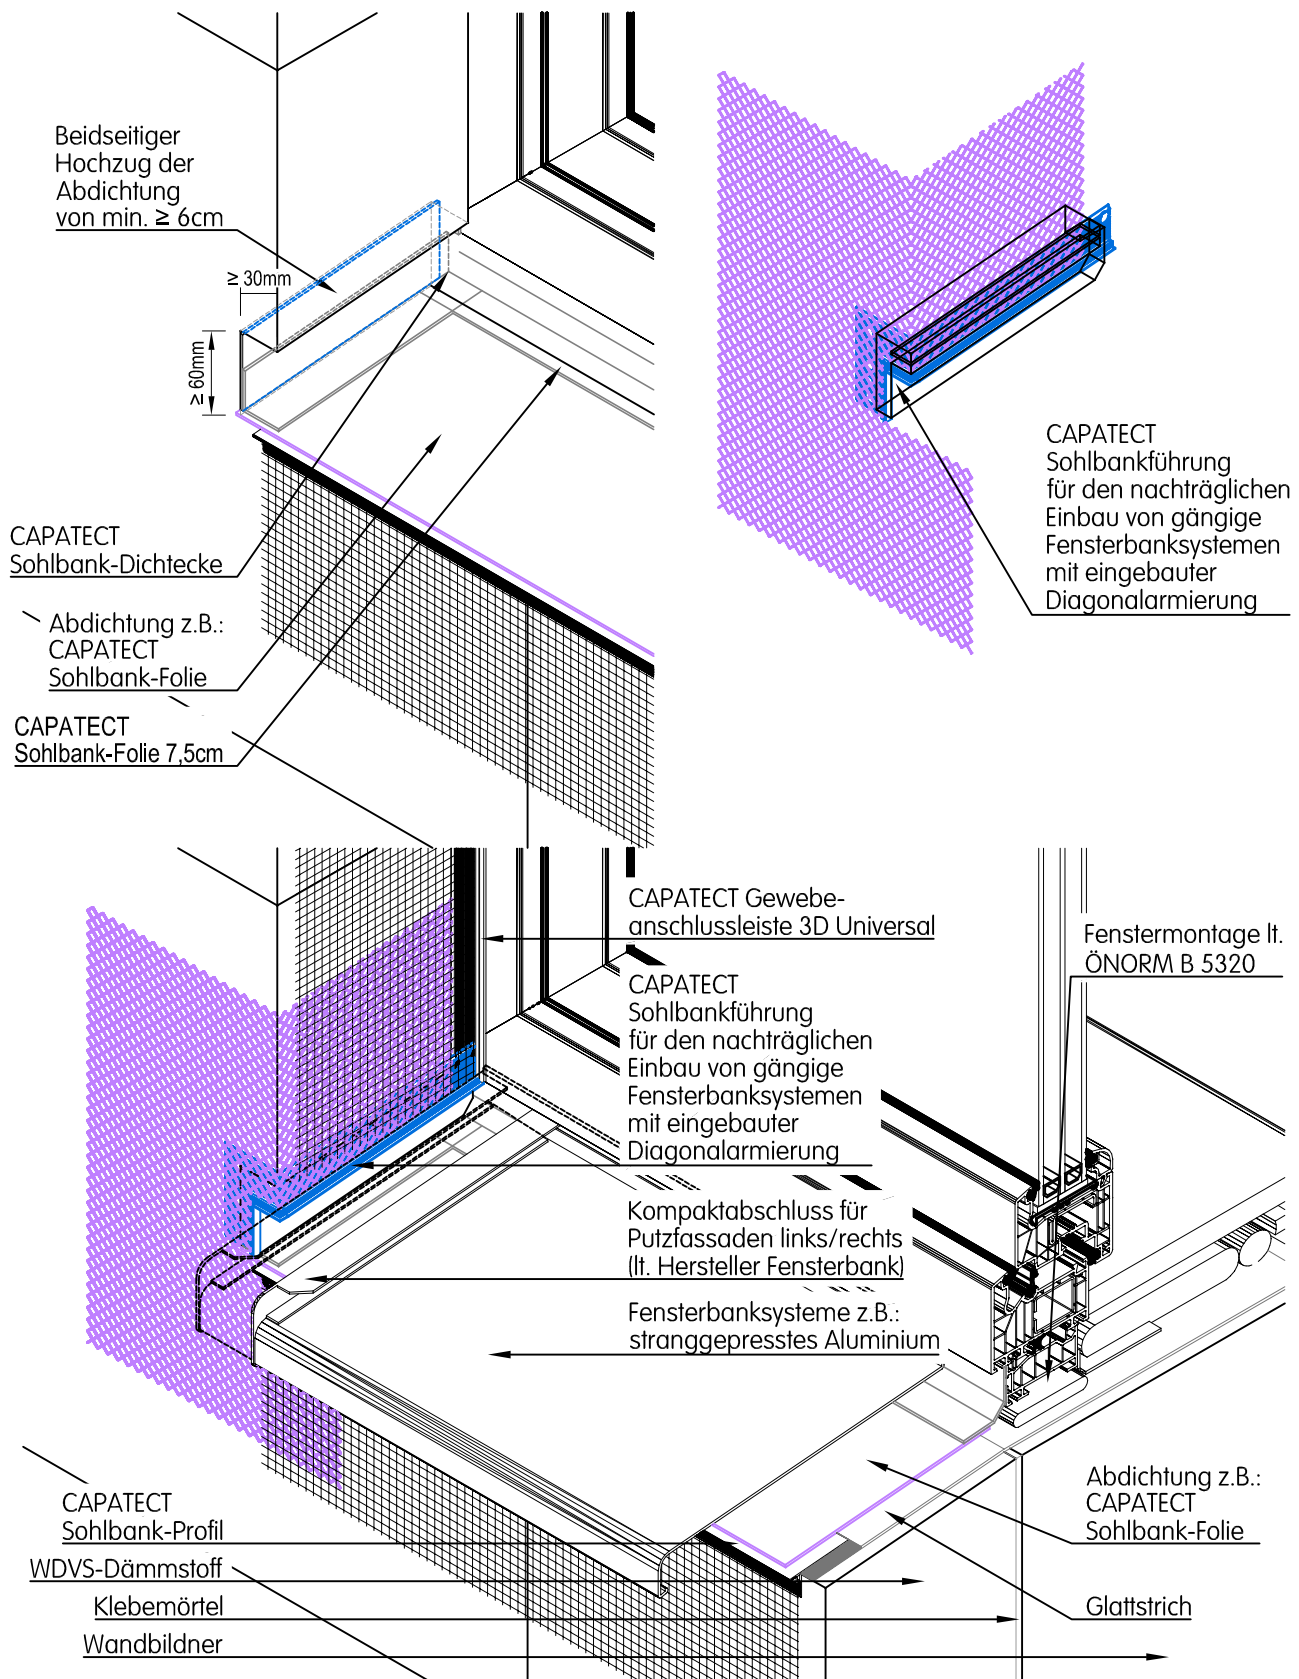 Beidseitiger
Hochzug der
Abdichtung
von min. ≥ 6cm
≥ 30mm
≥ 60mm
CAPATECT
Sohlbank-Dichtecke
Abdichtung z.B.:
CAPATECT
Sohlbank-Folie
CAPATECT
Sohlbank-Folie 7,5cm
CAPATECT
Sohlbankführung
für den nachträglichen
Einbau von gängige
Fensterbanksystemen
mit eingebauter
Diagonalarmierung
CAPATECT Gewebe-
anschlussleiste 3D Universal
Fenstermontage lt.
ÖNORM B 5320
CAPATECT
Sohlbankführung
für den nachträglichen
Einbau von gängige
Fensterbanksystemen
mit eingebauter
Diagonalarmierung
Kompaktabschluss für
Putzfassaden links/rechts
(lt. Hersteller Fensterbank)
Fensterbanksysteme z.B.:
stranggepresstes Aluminium
CAPATECT
Sohlbank-Profil
WDVS-Dämmstoff
Klebemörtel
Wandbildner
Abdichtung z.B.:
CAPATECT
Sohlbank-Folie
Glattstrich